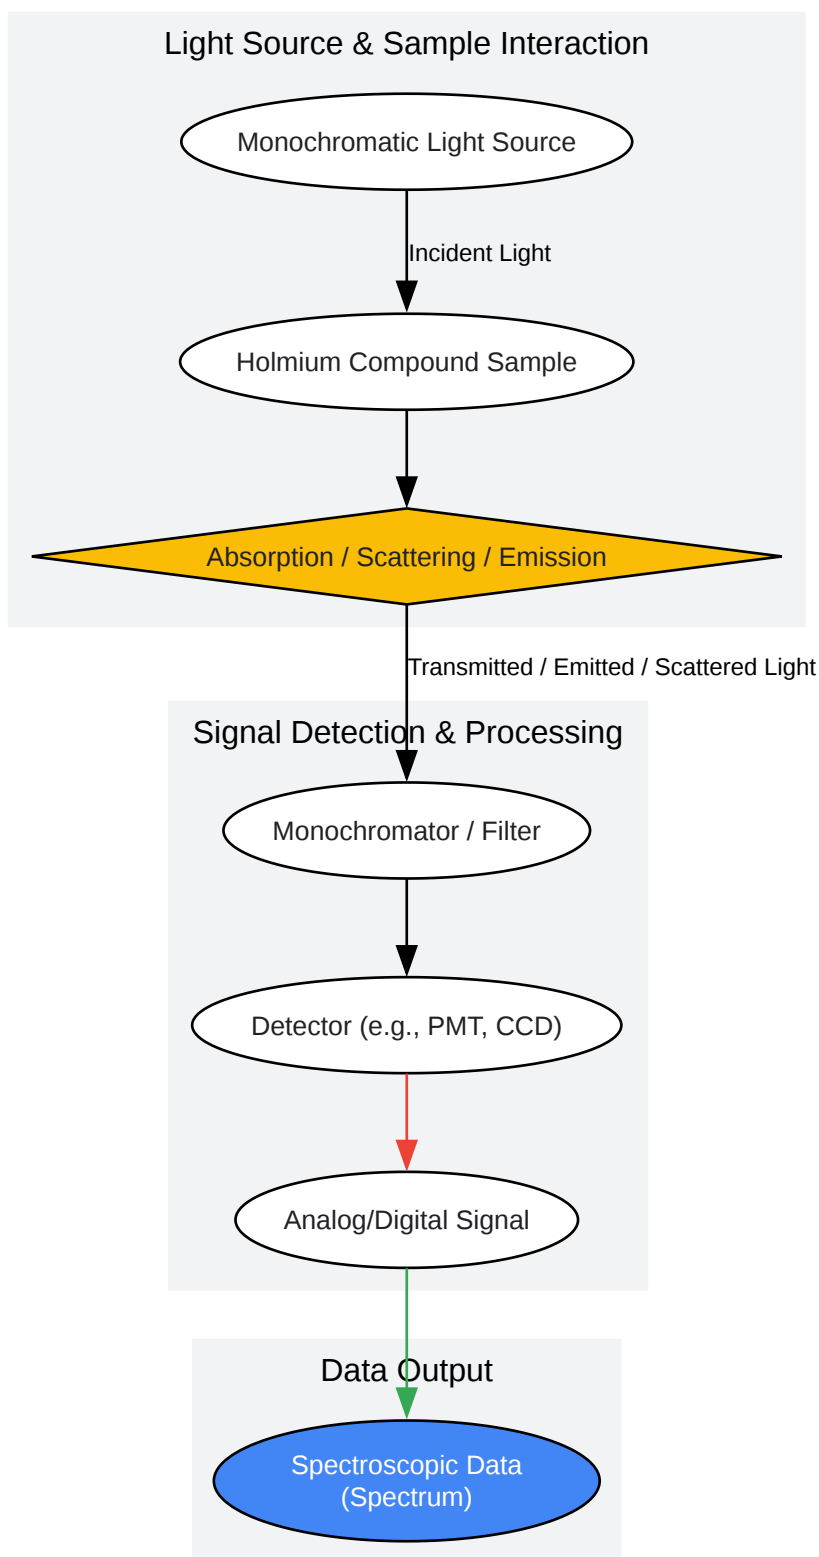 Light Source & Sample Interaction
Monochromatic Light Source
Incident Light
Holmium Compound Sample
Absorption / Scattering / Emission
Transmitted / Emitted / Scattered Light
Signal Detection & Processing
Monochromator / Filter
Detector (e.g., PMT, CCD)
Analog/Digital Signal
Data Output
Spectroscopic Data
(Spectrum)